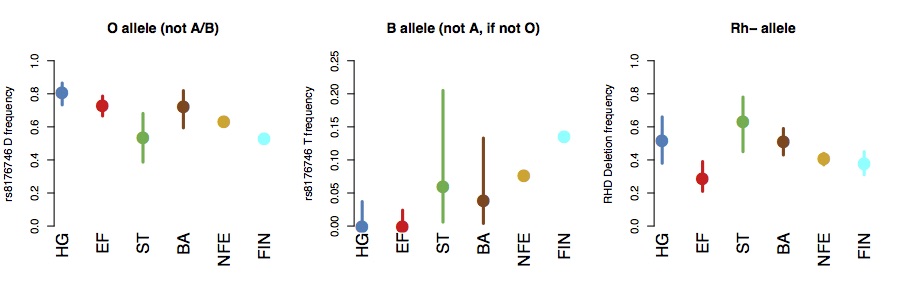 O allele (not A/B)
rs8176746 D frequency
1.0
0.8
0.6
0.4
0.2
0.0
HG
EF
ST
BA
NFE
FIN
B allele (not A, if not O)
rs8176746 T frequency
0.25
0.20
0.15
0.10
0.05
0.00
HG
EF
ST
BA
NFE
FIN
Rh− allele
RHD Deletion frequency
1.0
0.8
0.6
0.4
0.2
0.0
HG
EF
ST
BA
NFE
FIN